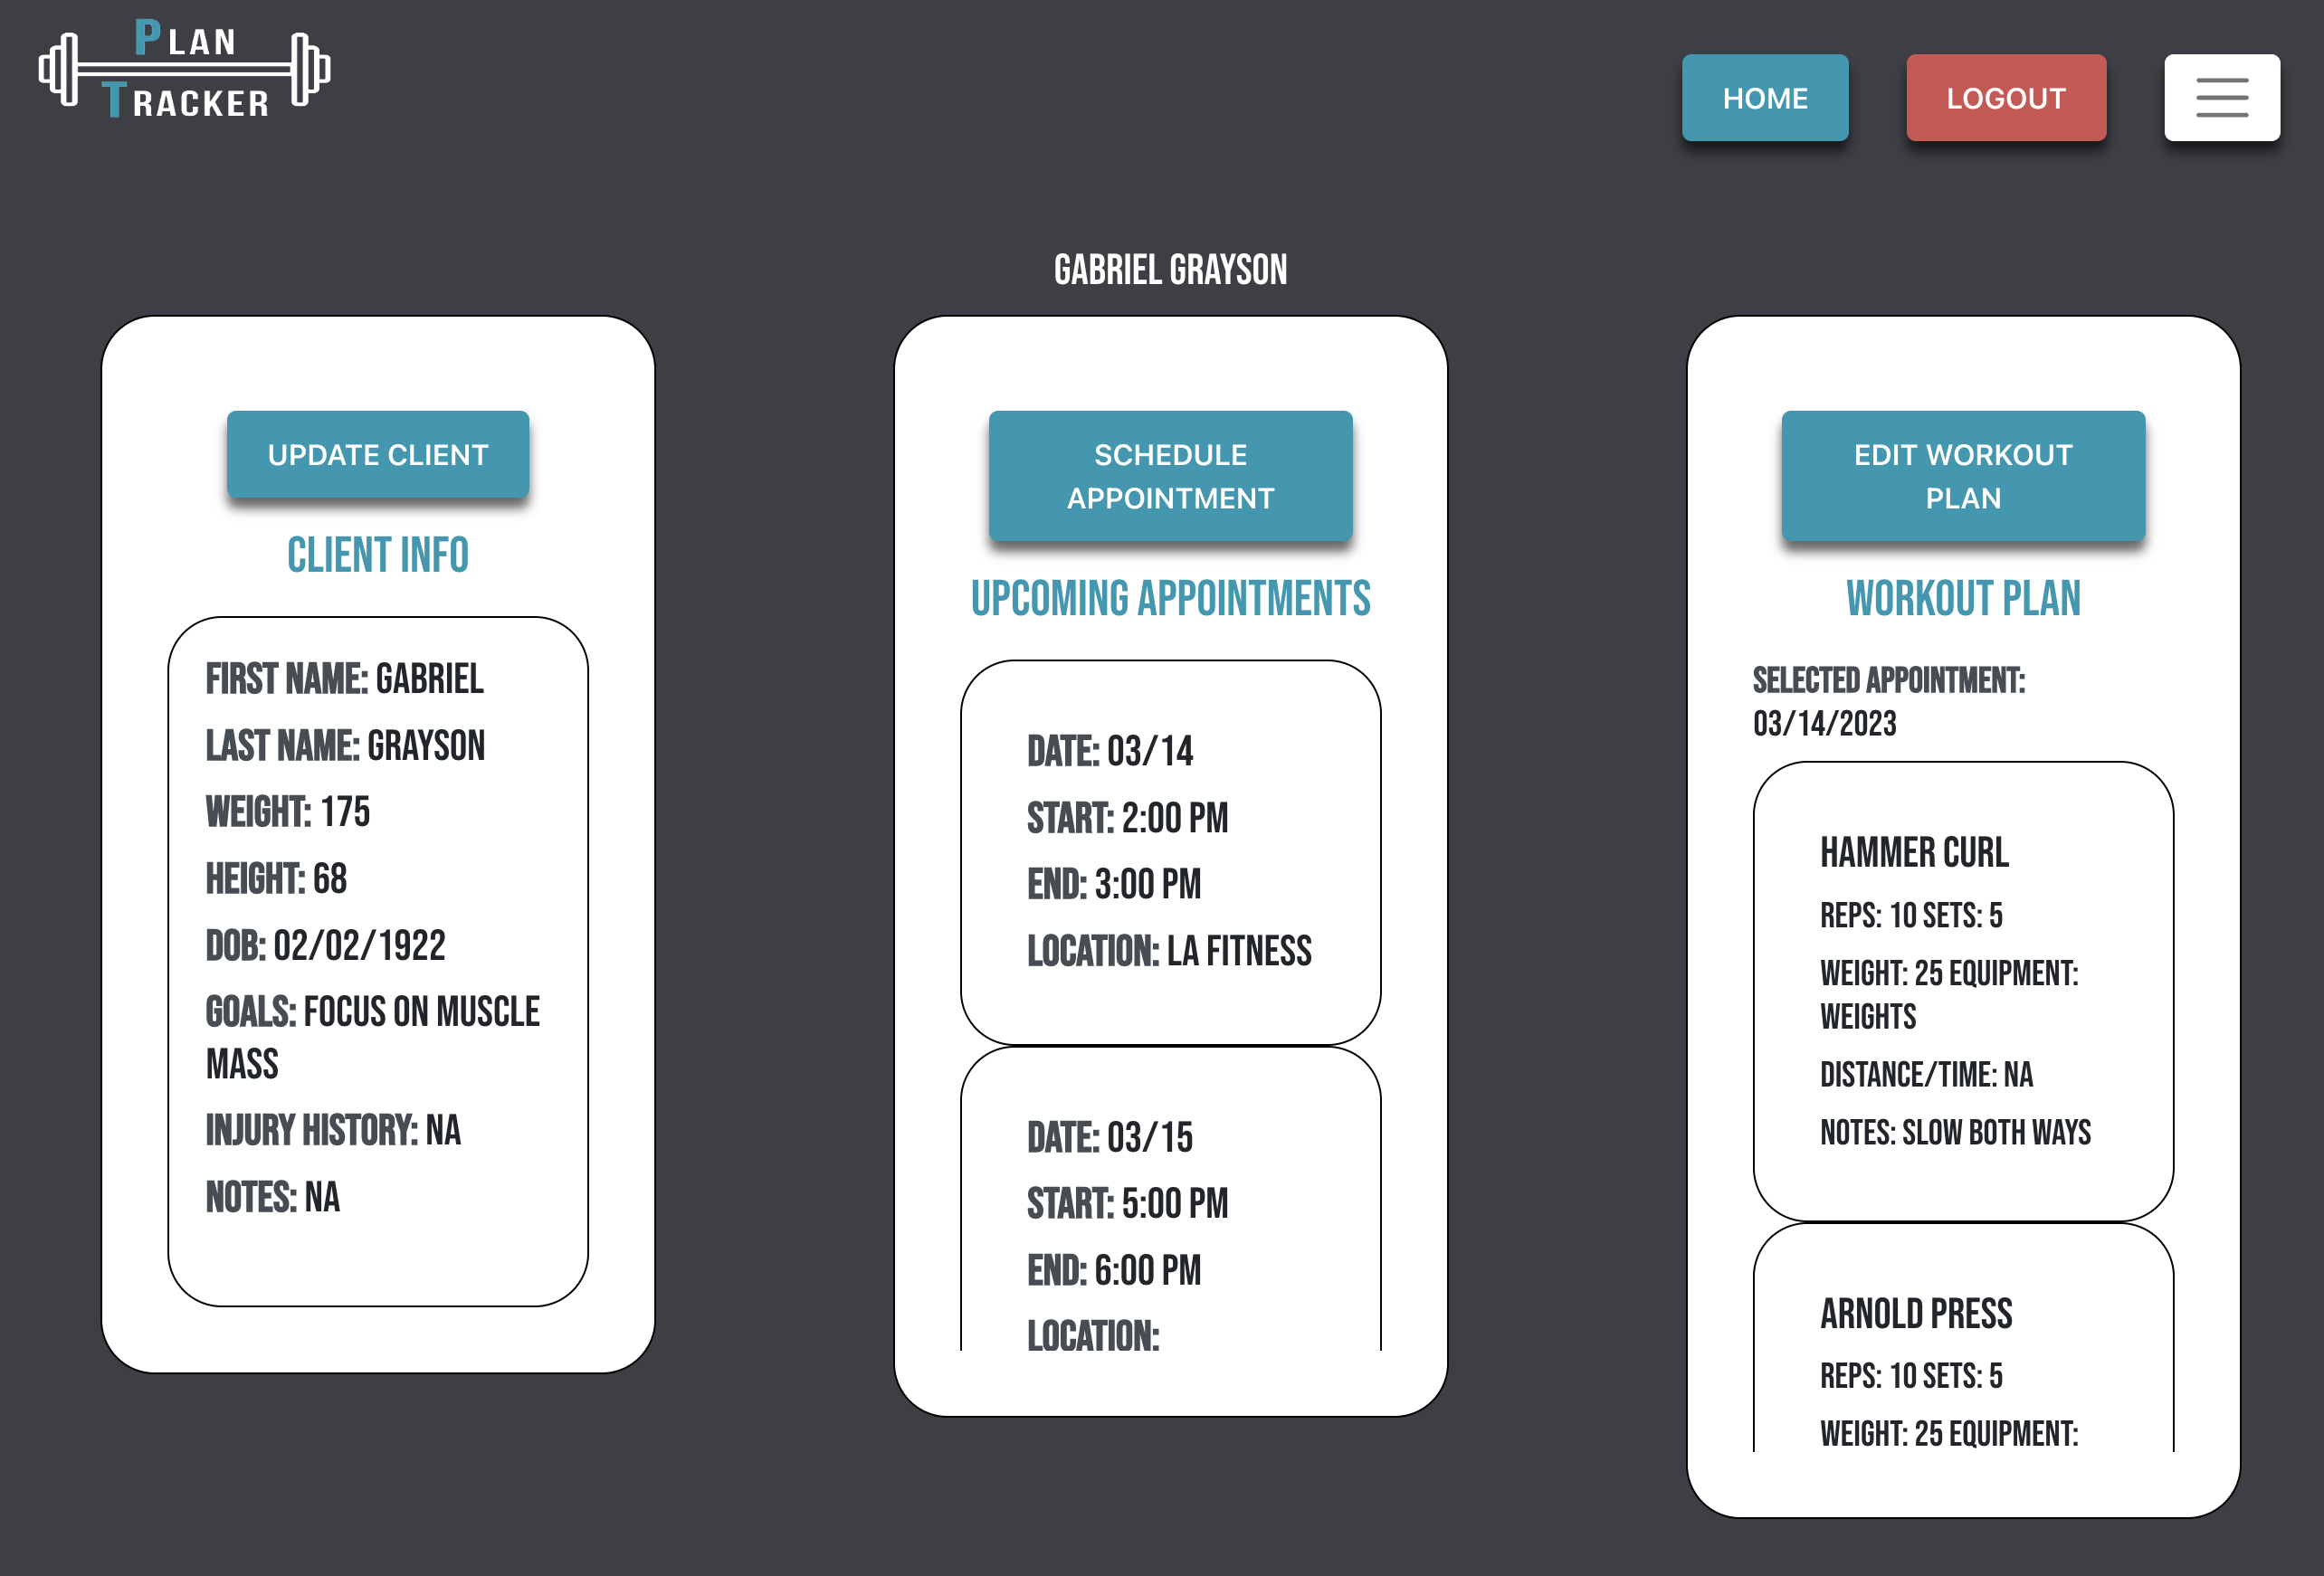 PLAN
TRACKER
HOME
LOGOUT
GABRIEL GRAYSON
UPDATE CLIENT
CLIENT INFO
FIRST NAME: GABRIEL
LAST NAME: GRAYSON
WEIGHT: 175
HEIGHT: 68
DOB: 02/02/1922
GOALS: FOCUS ON MUSCLE
MASS
INJURY HISTORY: NA
NOTES: NA
SCHEDULE
APPOINTMENT
UPCOMING APPOINTMENTS
DATE: 03/14
START: 2:00 PM
END: 3:00 PM
LOCATION: LA FITNESS
DATE: 03/15
START: 5:00 PM
END: 6:00 PM
LOCATION:
EDIT WORKOUT
PLAN
WORKOUT PLAN
SELECTED APPOINTMENT:
03/14/2023
HAMMER CURL
REPS: 10 SETS: 5
WEIGHT: 25 EQUIPMENT:
WEIGHTS
DISTANCE/TIME: NA
NOTES: SLOW BOTH WAYS
ARNOLD PRESS
REPS: 10 SETS: 5
WEIGHT: 25 EQUIPMENT: